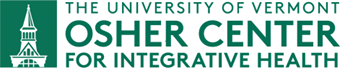 THE UNIVERSITY OF VERMONT
OSHER CENTER
FOR INTEGRATIVE HEALTH